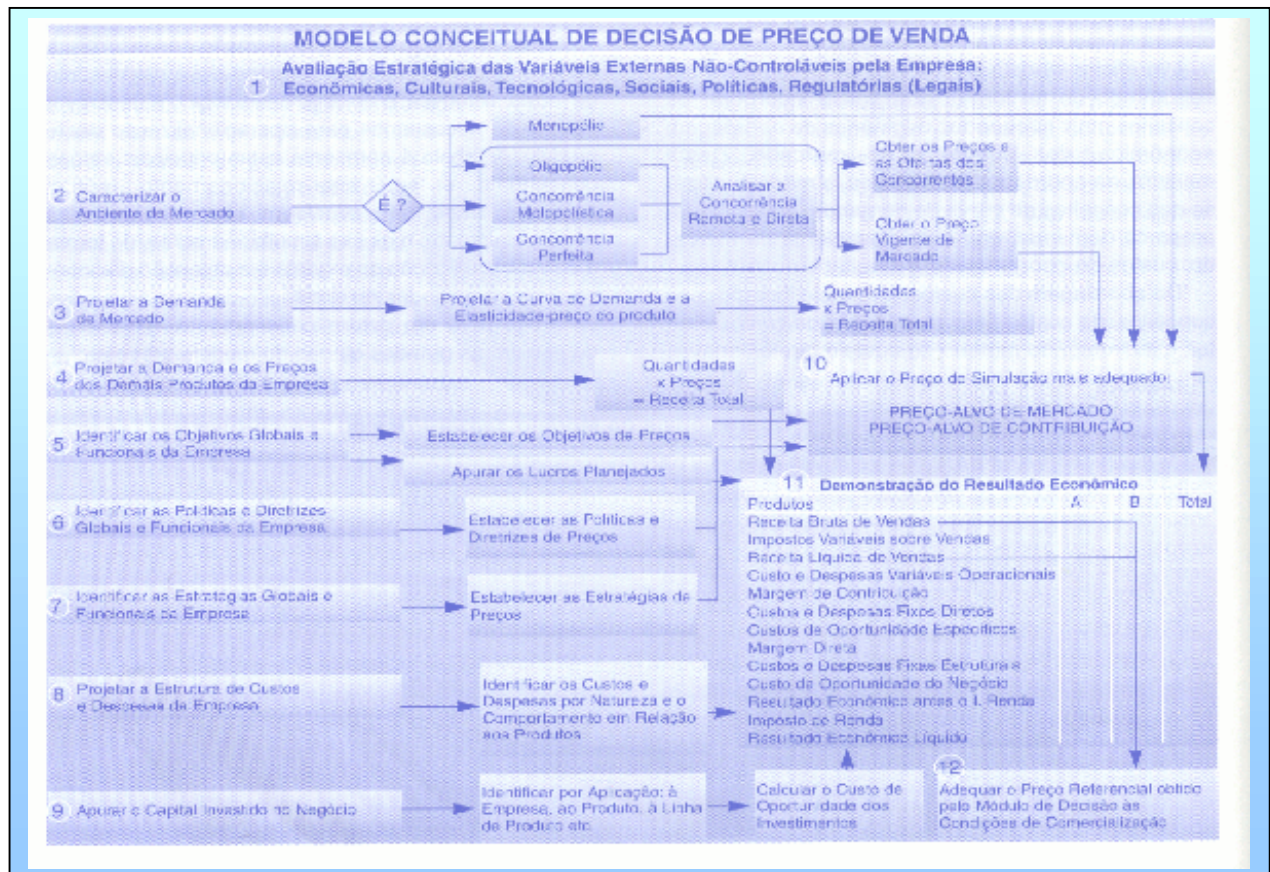 MODELO CONCEITUAL DE DECISÃO DE PREÇO DE VENDA
Avaliação Estratégica das Variáveis Externas Não-Controláveis pela Empresa:
1 Econômicas, Culturais, Tecnológicas, Sociais, Políticas, Regulatórias (Legais)
2 Caracterizar o
Ambiente de Mercado
É ?
Monopólio
Oligopólio
Concorrência
Molopolística
Concorrência
Perfeita
Analisar a
Concorrência
Remota e Direta
Obter os Preços e
as Ofertas dos
Concorrentes
Obter o Preço
Vigente de
Mercado
3 Projetar a Demanda
de Mercado
Projetar a Curva de Demanda e a
Elasticidade-preço do produto
Quantidades
x Preços
= Receita Total
4 Projetar a Demanda e os Preços
dos Demais Produtos da Empresa
Quantidades
x Preços
= Receita Total
10
Aplicar o Preço de Simulação mais adequado:
PREÇO-ALVO DE MERCADO
PREÇO-ALVO DE CONTRIBUIÇÃO
5 Identificar os Objetivos Globais e
Funcionais da Empresa
Estabelecer os Objetivos de Preços
Apurar os Lucros Planejados
6 Identificar as Políticas e Diretrizes
Globais e Funcionais da Empresa
Estabelecer as Políticas e
Diretrizes de Preços
7 Identificar as Estratégias Globais e
Funcionais da Empresa
Estabelecer as Estratégias de
Preços
8 Projetar a Estrutura de Custos
e Despesas da Empresa
Identificar os Custos e
Despesas por Natureza e o
Comportamento em Relação
aos Produtos
9 Apurar o Capital Investido no Negócio
Identificar por Aplicação: à
Empresa, ao Produto, à Linha
de Produto etc.
Calcular o Custo de
Oportunidade dos
Investimentos
11 Demonstração do Resultado Econômico
Produtos A B Total
Receita Bruta de Vendas
Impostos Variáveis sobre Vendas
Receita Líquida de Vendas
Custo e Despesas Variáveis Operacionais
Margem de Contribuição
Custos e Despesas Fixos Diretos
Custos de Oportunidade Específicos
Margem Direta
Custos e Despesas Fixas Estruturais
Custo da Oportunidade do Negócio
Resultado Econômico antes o I. Renda
Imposto de Renda
Resultado Econômico Líquido
12
Adequar o Preço Referencial obtido
pelo Módulo de Decisão às
Condições de Comercialização